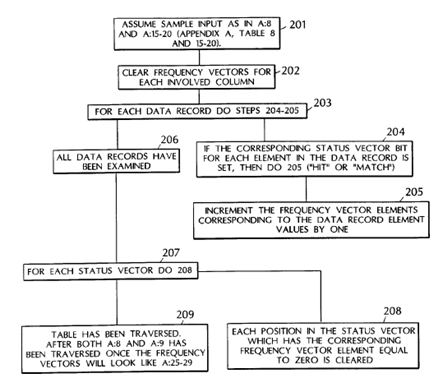 201
ASSUME SAMPLE INPUT AS IN A:8
AND A:15-20 (APPENDIX A, TABLE 8
AND 15-20).
202
CLEAR FREQUENCY VECTORS FOR
EACH INVOLVED COLUMN
203
FOR EACH DATA RECORD DO STEPS 204-205
206
ALL DATA RECORDS HAVE
BEEN EXAMINED
204
IF THE CORRESPONDING STATUS VECTOR BIT
FOR EACH ELEMENT IN THE DATA RECORD IS
SET, THEN DO 205 ("HIT" OR "MATCH")
205
INCREMENT THE FREQUENCY VECTOR ELEMENTS
CORRESPONDING TO THE DATA RECORD ELEMENT
VALUES BY ONE
207
FOR EACH STATUS VECTOR DO 208
209
TABLE HAS BEEN TRAVERSED.
AFTER BOTH A:8 AND A:9 HAS
BEEN TRAVERSED ONCE THE FREQUENCY
VECTORS WILL LOOK LIKE A:25-29
208
EACH POSITION IN THE STATUS VECTOR
WHICH HAS THE CORRESPONDING
FREQUENCY VECTOR ELEMENT EQUAL
TO ZERO IS CLEARED